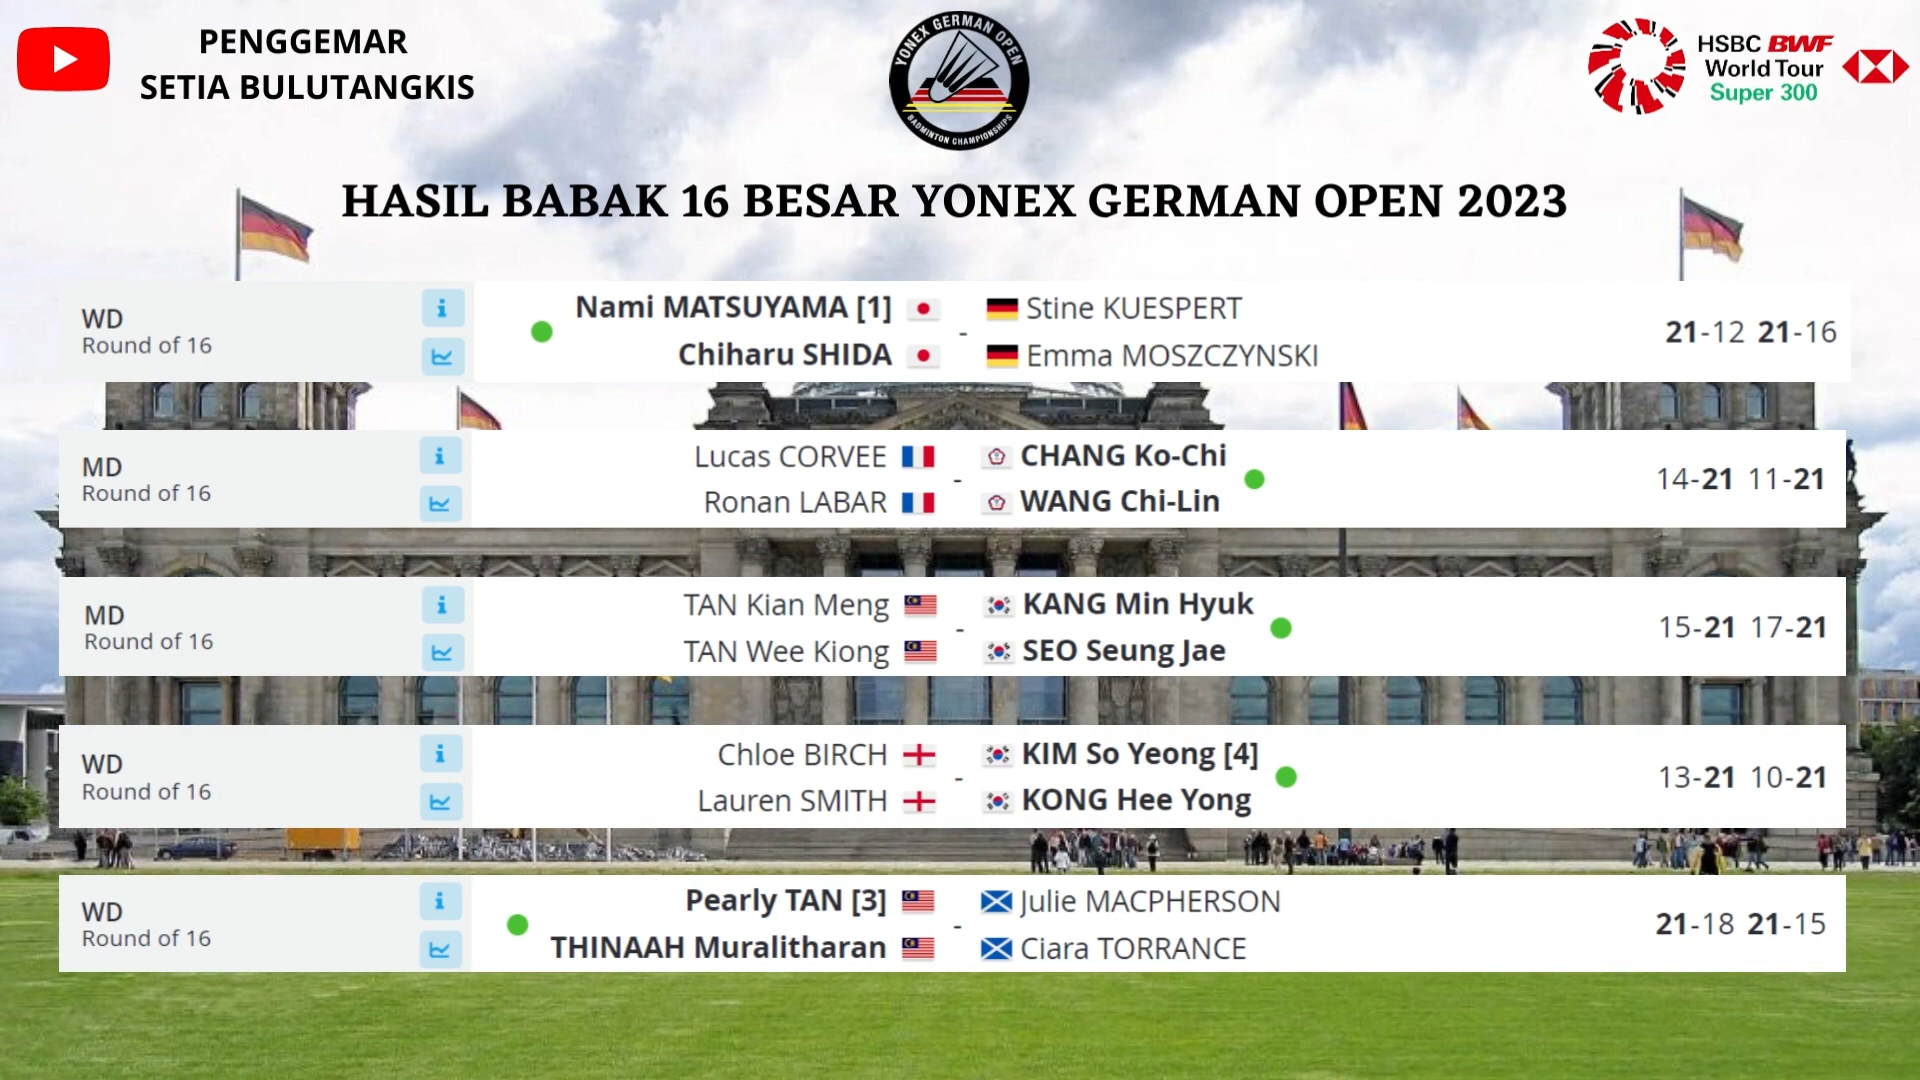 PENGGEMAR
SETIA BULUTANGKIS
YONEX GERMAN OPEN
BADMINTON CHAMPIONSHIPS
HSBC BWF
World Tour
Super 300
HASIL BABAK 16 BESAR YONEX GERMAN OPEN 2023
WD
Round of 16
Nami MATSUYAMA [1]
Chiharu SHIDA
-
Stine KUESPERT
Emma MOSZCZYNSKI
21-12 21-16
MD
Round of 16
Lucas CORVEE
Ronan LABAR
-
CHANG Ko-Chi
WANG Chi-Lin
14-21 11-21
MD
Round of 16
TAN Kian Meng
TAN Wee Kiong
-
KANG Min Hyuk
SEO Seung Jae
15-21 17-21
WD
Round of 16
Chloe BIRCH
Lauren SMITH
-
KIM So Yeong [4]
KONG Hee Yong
13-21 10-21
WD
Round of 16
Pearly TAN [3]
THINAAH Muralitharan
-
Julie MACPHERSON
Ciara TORRANCE
21-18 21-15